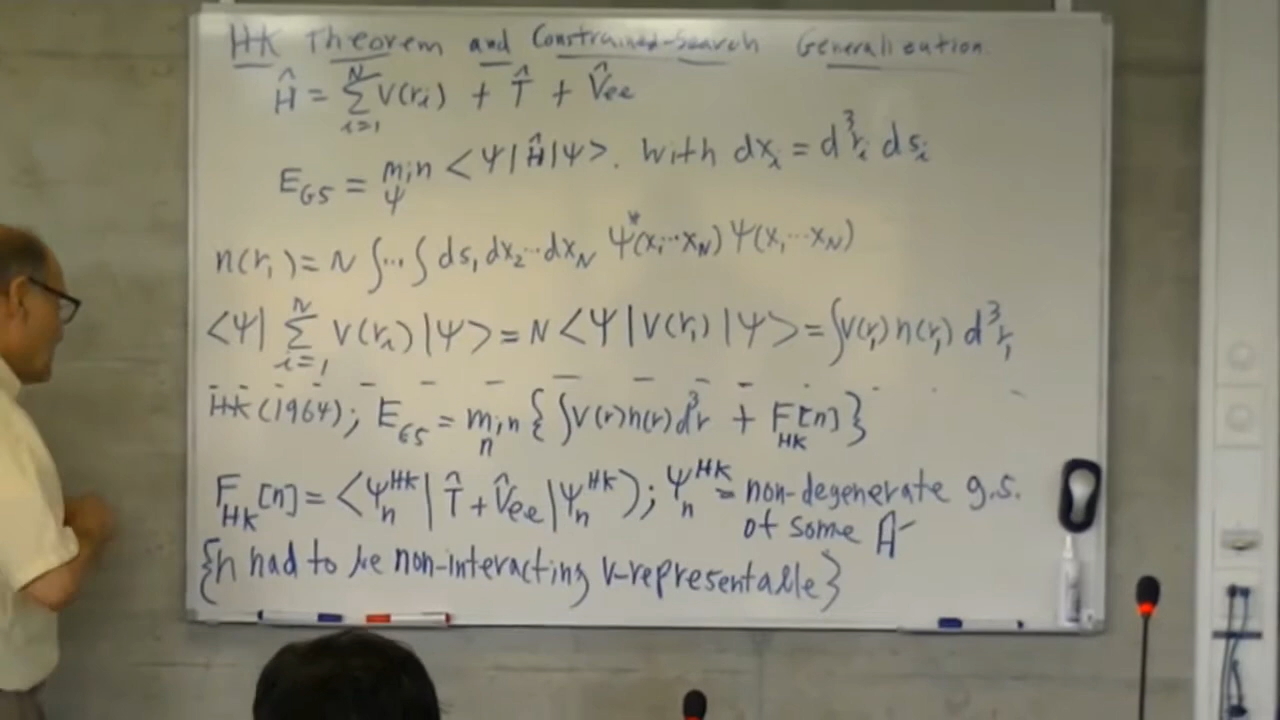 HK Theorem and Constrained-Search Generalization
Ĥ = ∑_{i=1}^{N} v(r_i) + T̂ + V̂ee
E_GS = min_Ψ <Ψ|Ĥ|Ψ>. With dx_i = d³r_i ds_i
n(r_1) = N ∫...∫ ds_1 dx_2...dx_N Ψ*(x_1...x_N) Ψ(x_1...x_N)
<Ψ| ∑_{i=1}^{N} v(r_i) |Ψ> = N <Ψ|v(r_1)|Ψ> = ∫v(r_1) n(r_1) d³r_1
HK (1964); E_GS = min_n { ∫v(r)n(r)d³r + F_HK[n] }
F_HK[n] = <Ψ_n^HK | T̂ + V̂ee | Ψ_n^HK>; Ψ_n^HK = non-degenerate g.s.
of some Ĥ
{n had to be non-interacting v-representable}